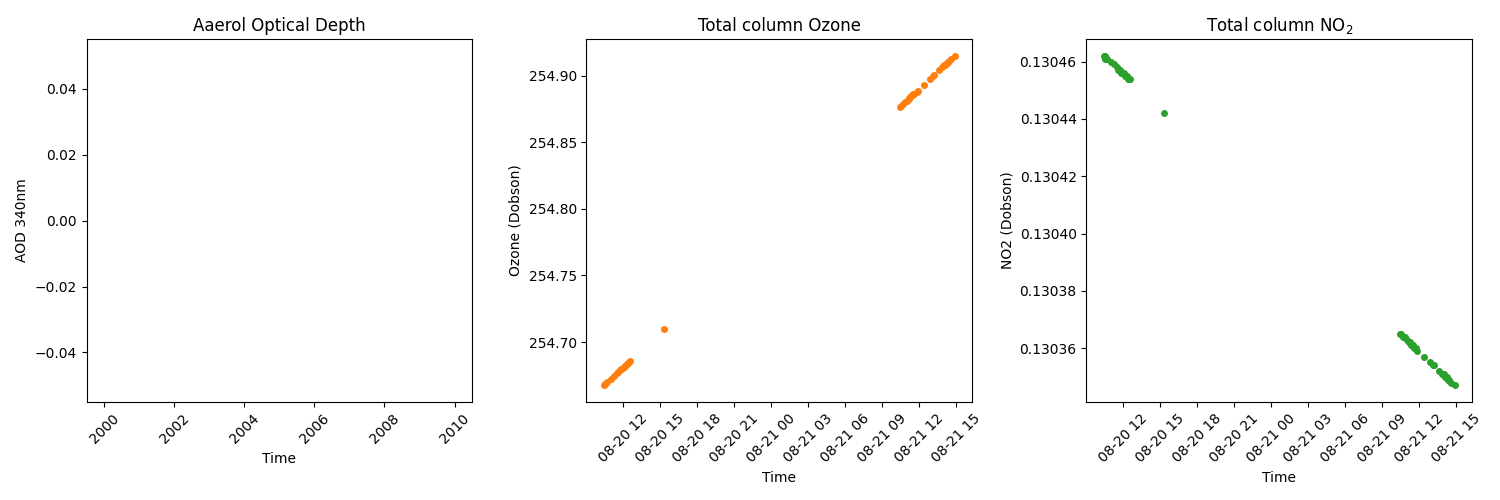 Aaerol Optical Depth
AOD 340nm
0.04
0.02
0.00
−0.02
−0.04
2000 2002 2004 2006 2008 2010
Time
Total column Ozone
Ozone (Dobson)
254.90
254.85
254.80
254.75
254.70
08-20 12 08-20 15 08-20 18 08-20 21 08-21 00 08-21 03 08-21 06 08-21 09 08-21 12 08-21 15
Time
Total column NO₂
NO2 (Dobson)
0.13046
0.13044
0.13042
0.13040
0.13038
0.13036
08-20 12 08-20 15 08-20 18 08-20 21 08-21 00 08-21 03 08-21 06 08-21 09 08-21 12 08-21 15
Time